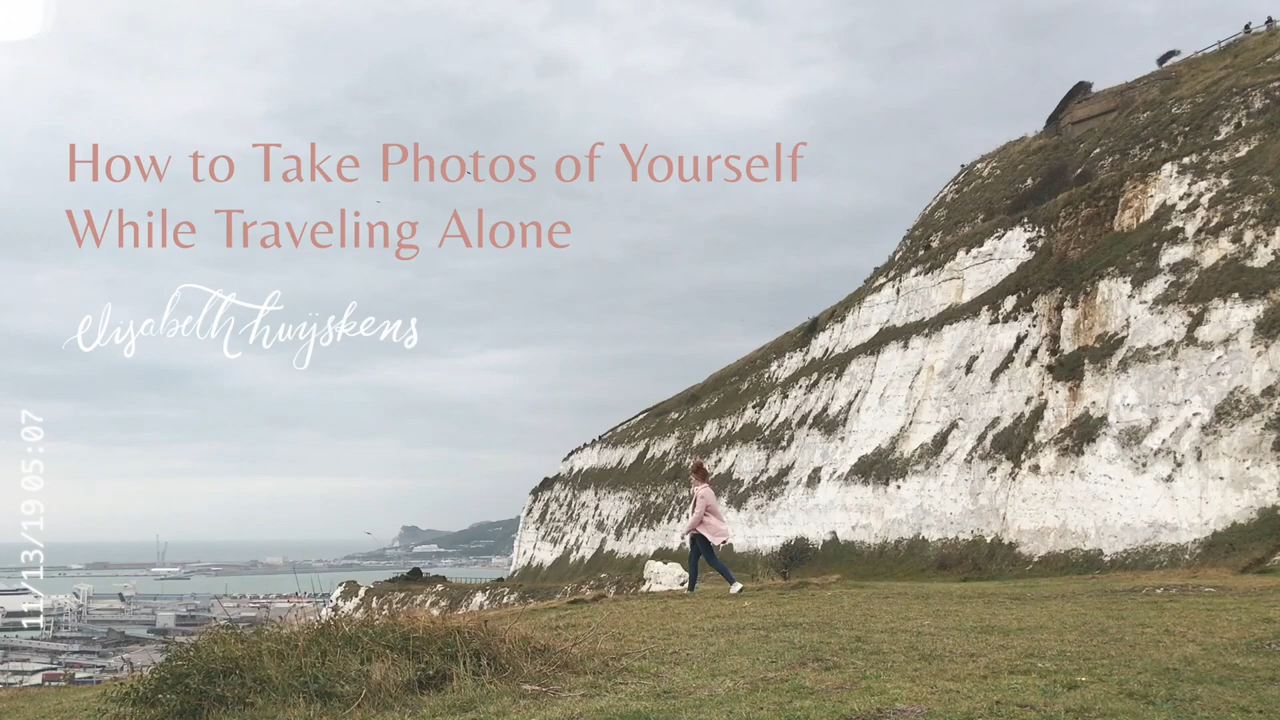 How to Take Photos of Yourself
While Traveling Alone
elisabeth huijskens
11/13/19 05:07